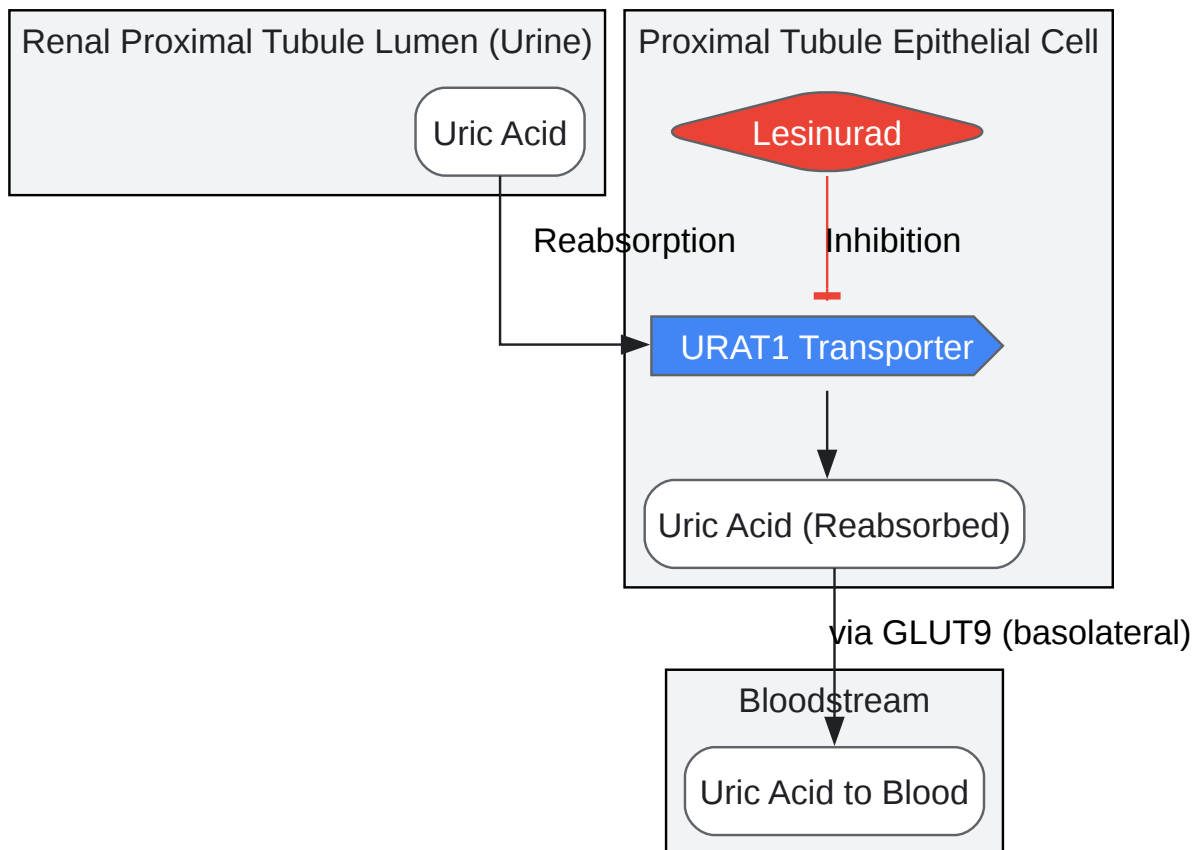 Renal Proximal Tubule Lumen (Urine)
Proximal Tubule Epithelial Cell
Uric Acid
Lesinurad
Reabsorption
Inhibition
URAT1 Transporter
Uric Acid (Reabsorbed)
via GLUT9 (basolateral)
Bloodstream
Uric Acid to Blood